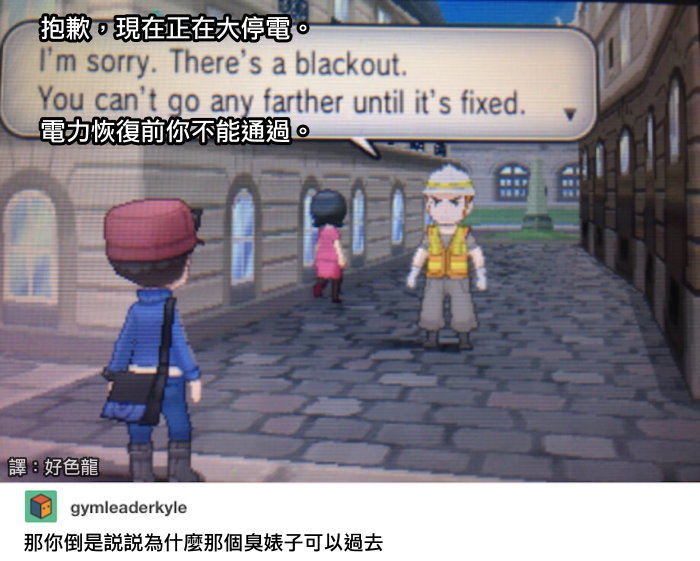 抱歉，現在正在大停電。
I'm sorry. There's a blackout.
You can't go any farther until it's fixed.
電力恢復前你不能通過。
譯：好色龍
gymleaderkyle
那你倒是説説為什麼那個臭婊子可以過去